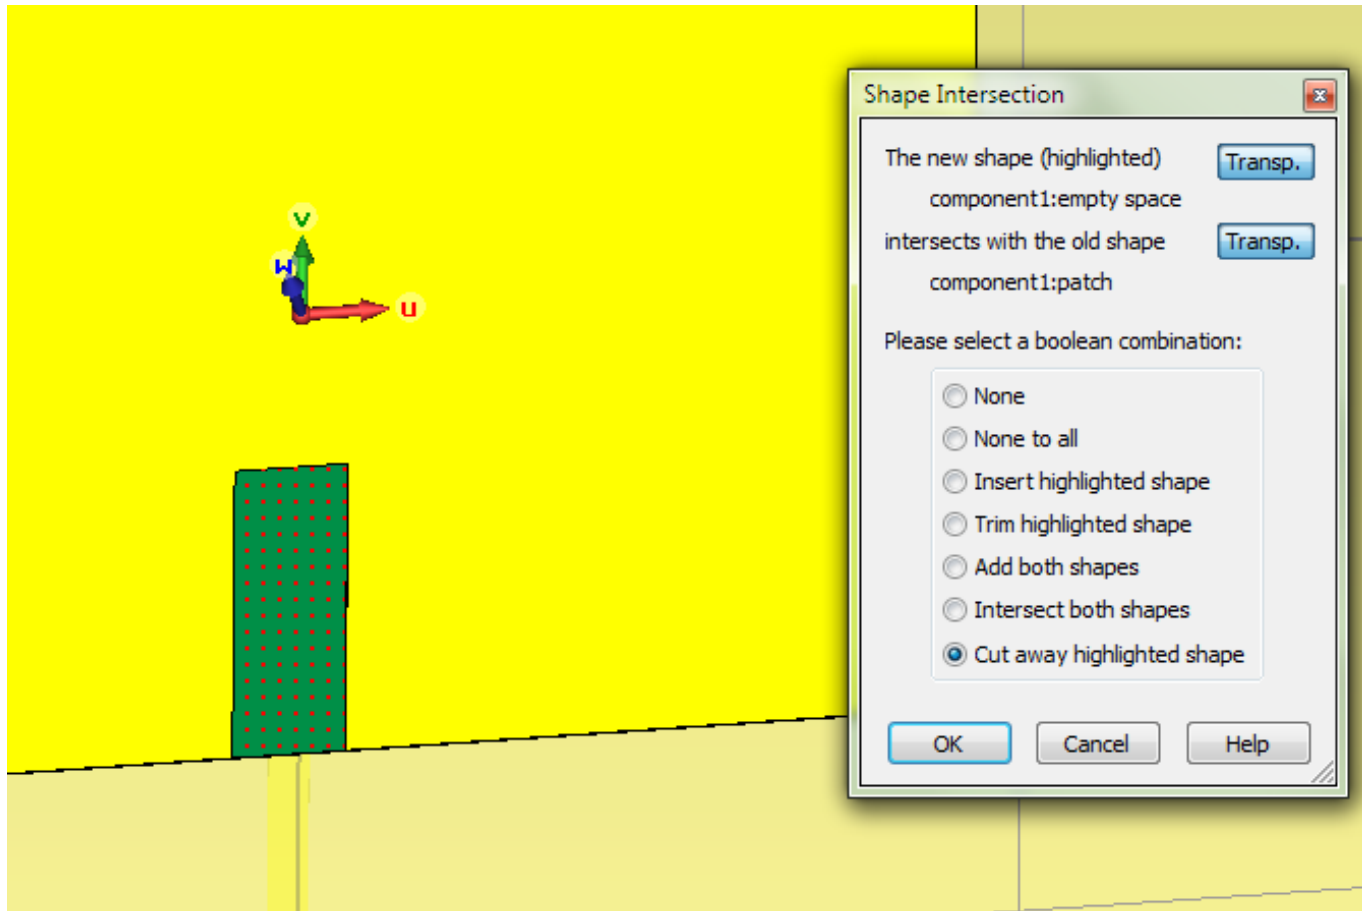 v
w
u
Shape Intersection
The new shape (highlighted)
Transp.
component1:empty space
intersects with the old shape
Transp.
component1:patch
Please select a boolean combination:
None
None to all
Insert highlighted shape
Trim highlighted shape
Add both shapes
Intersect both shapes
Cut away highlighted shape
OK
Cancel
Help